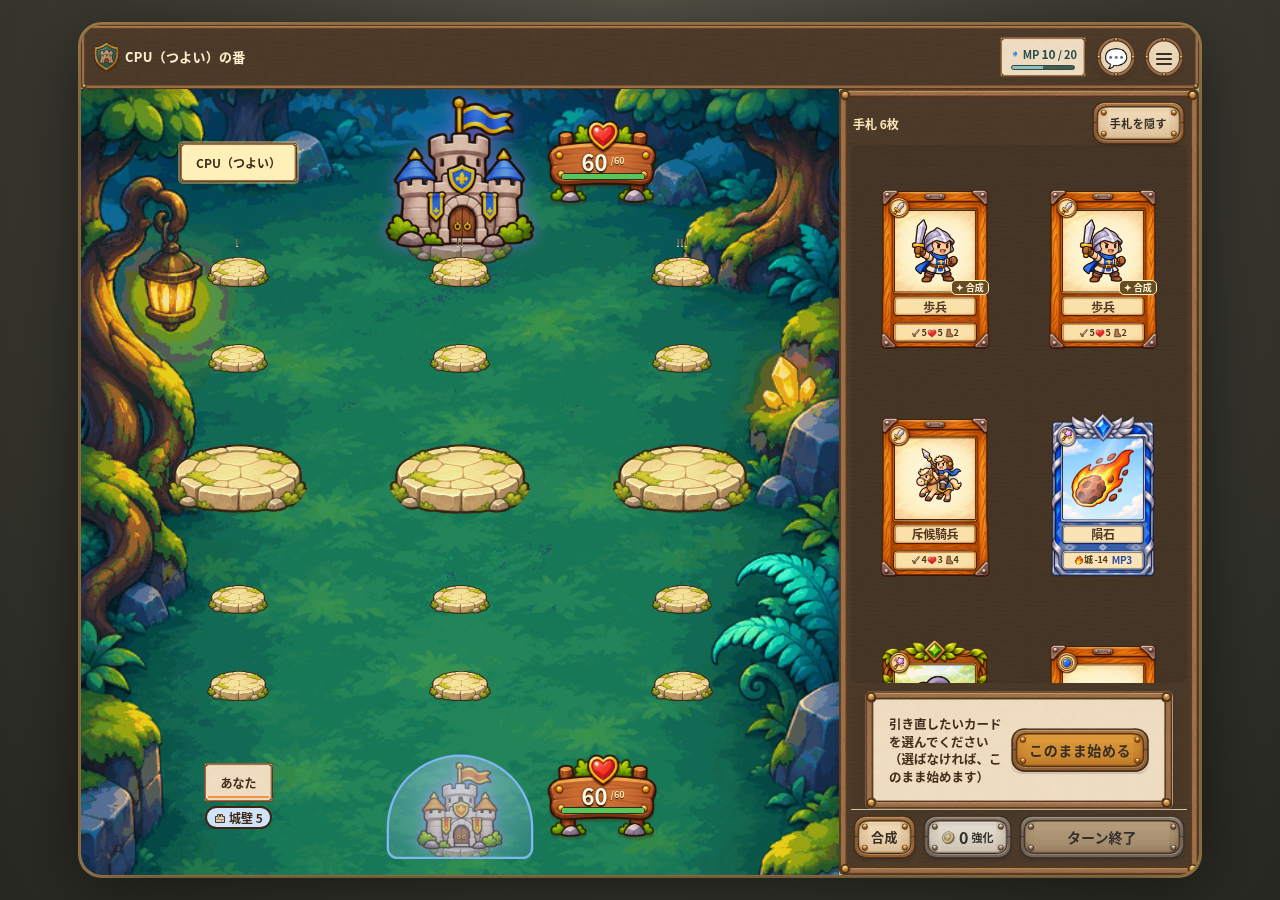 CPU（つよい）の番
MP 10 / 20
CPU（つよい）
60 /60
I
II
III
あなた
城壁 5
60 /60
手札 6枚
手札を隠す
合成
歩兵
5 5 2
合成
歩兵
5 5 2
斥候騎兵
4 3 4
隕石
城 -14 MP3
引き直したいカード
を選んでください
（選ばなければ、こ
のまま始めます）
このまま始める
合成
0 強化
ターン終了